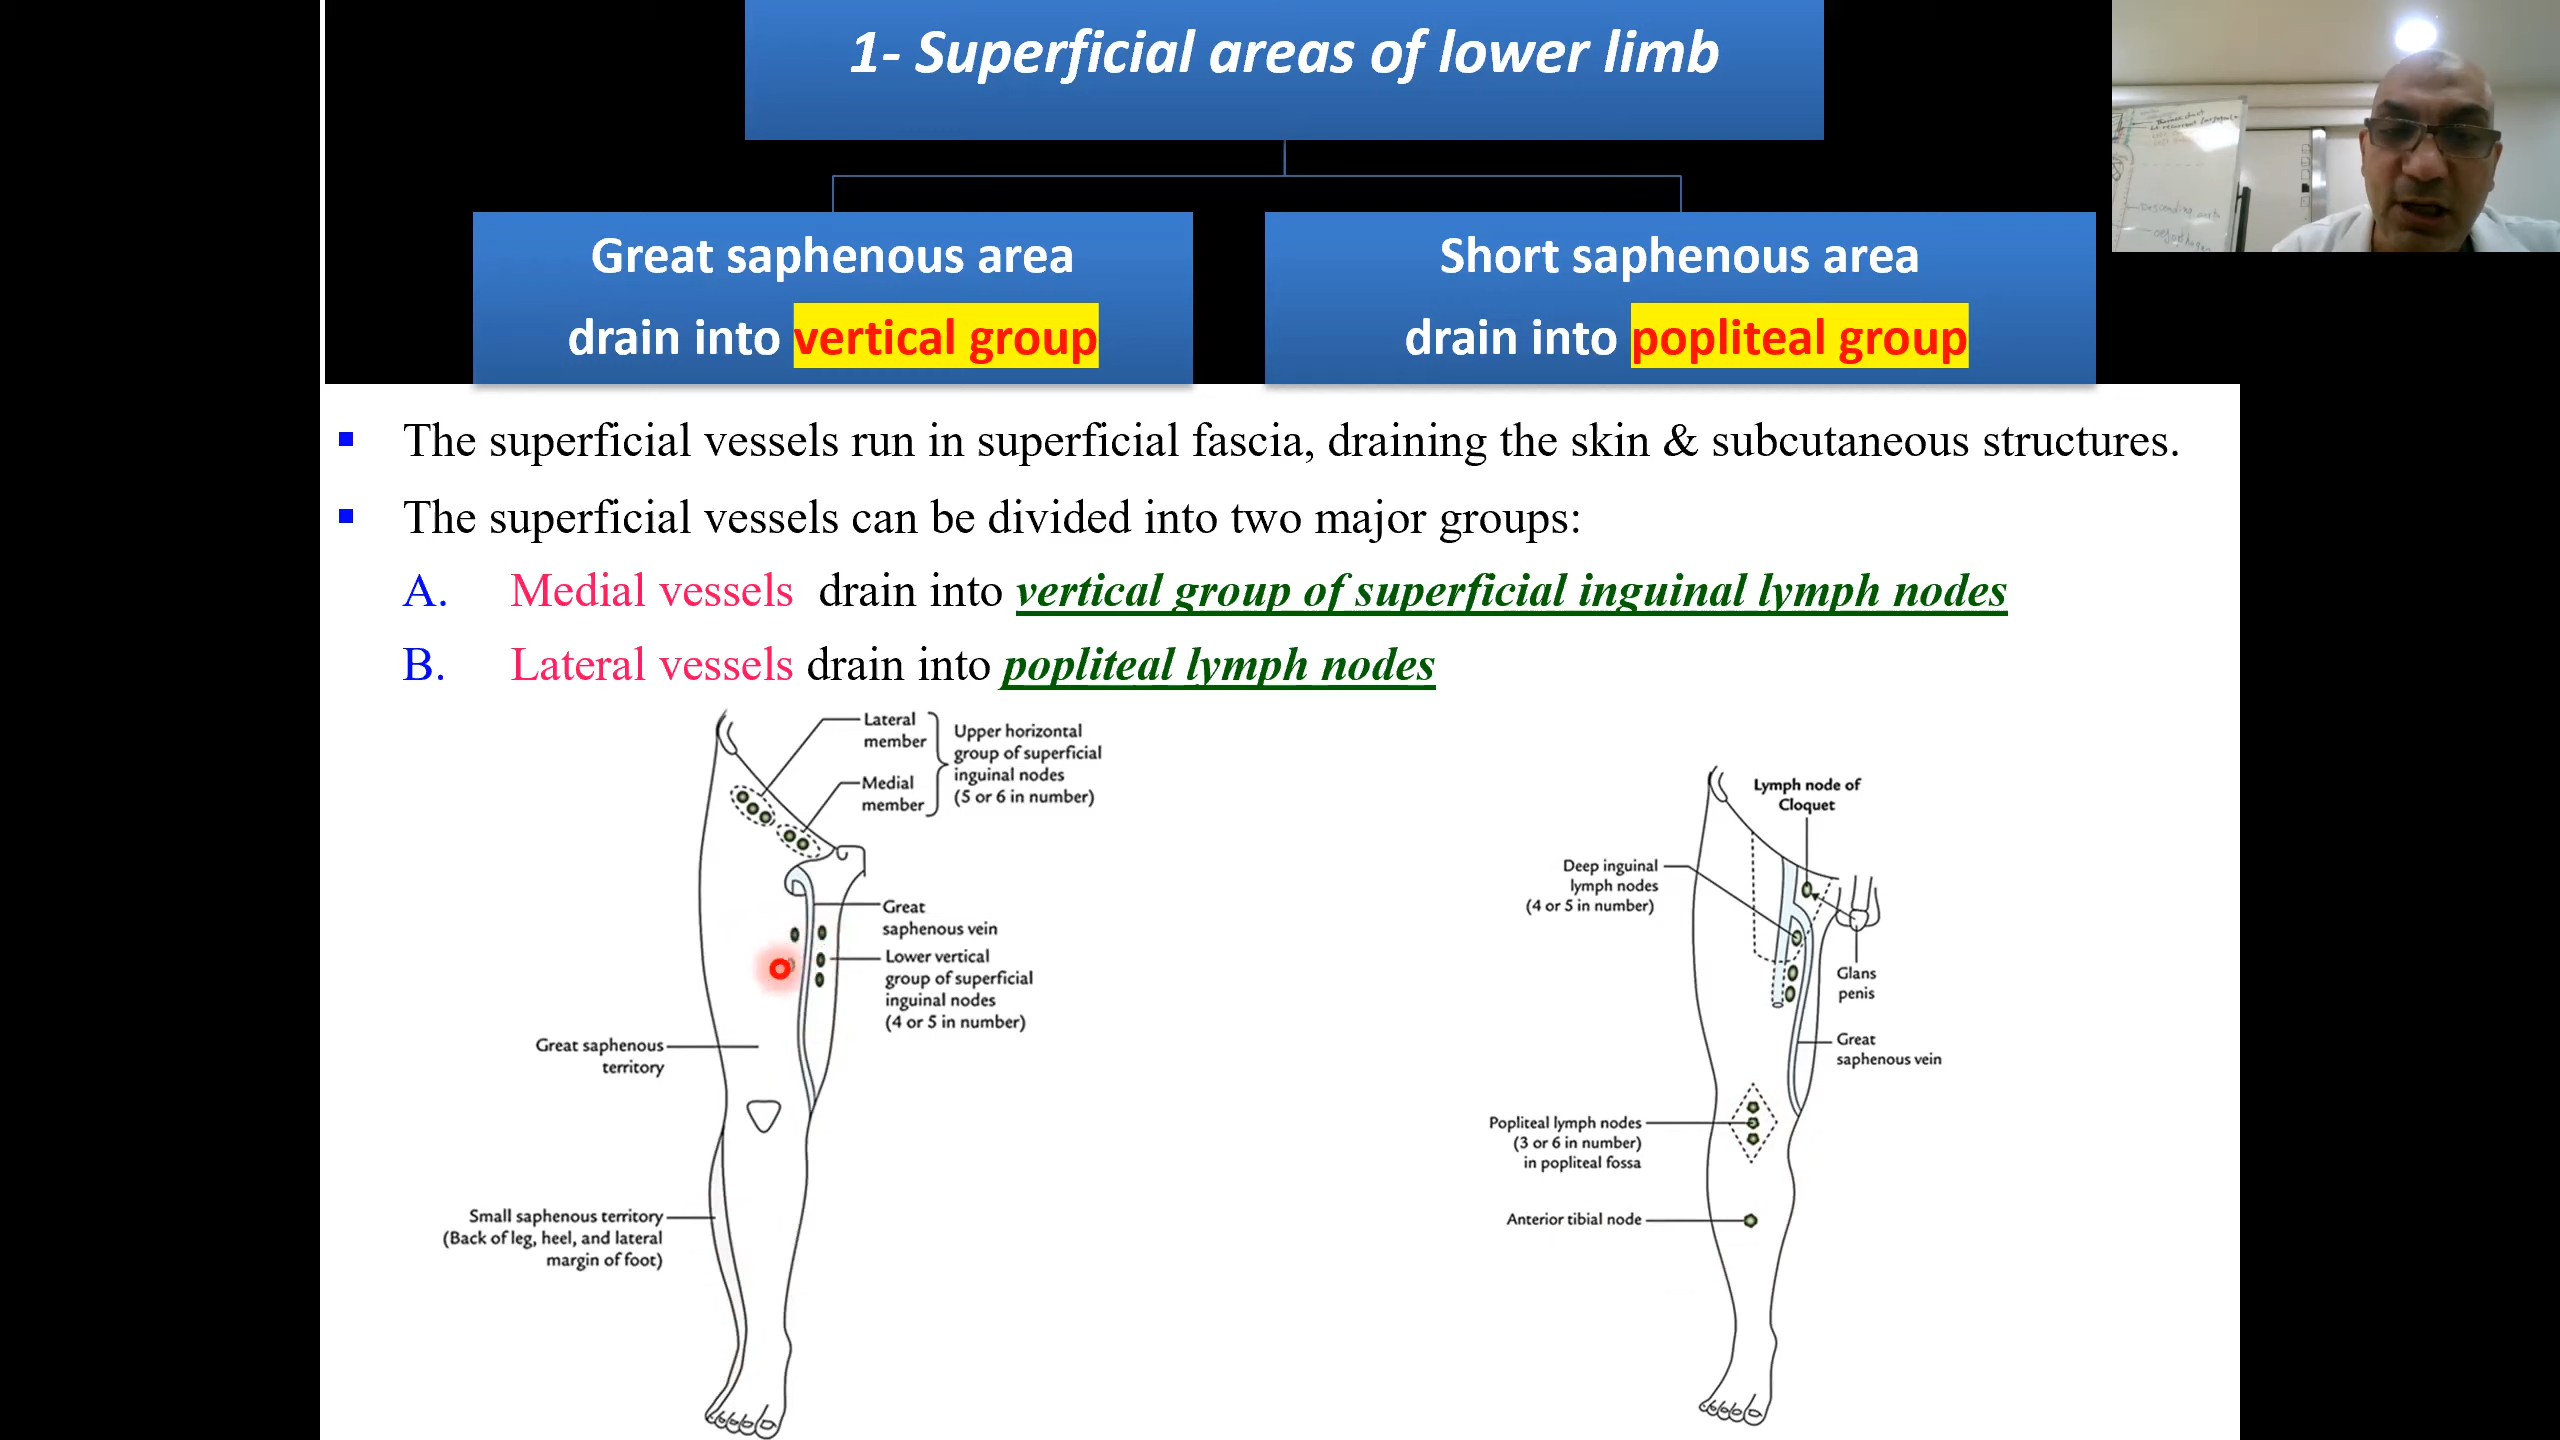 1- Superficial areas of lower limb
Great saphenous area
drain into vertical group
Short saphenous area
drain into popliteal group
▪ The superficial vessels run in superficial fascia, draining the skin & subcutaneous structures.
▪ The superficial vessels can be divided into two major groups:
A. Medial vessels drain into vertical group of superficial inguinal lymph nodes
B. Lateral vessels drain into popliteal lymph nodes
Lateral
member
Upper horizontal
group of superficial
inguinal nodes
(5 or 6 in number)
Medial
member
Great
saphenous vein
Lower vertical
group of superficial
inguinal nodes
(4 or 5 in number)
Great saphenous
territory
Small saphenous territory
(Back of leg, heel, and lateral
margin of foot)
Lymph node of
Cloquet
Deep inguinal
lymph nodes
(4 or 5 in number)
Glans
penis
Great
saphenous vein
Popliteal lymph nodes
(3 or 6 in number)
in popliteal fossa
Anterior tibial node